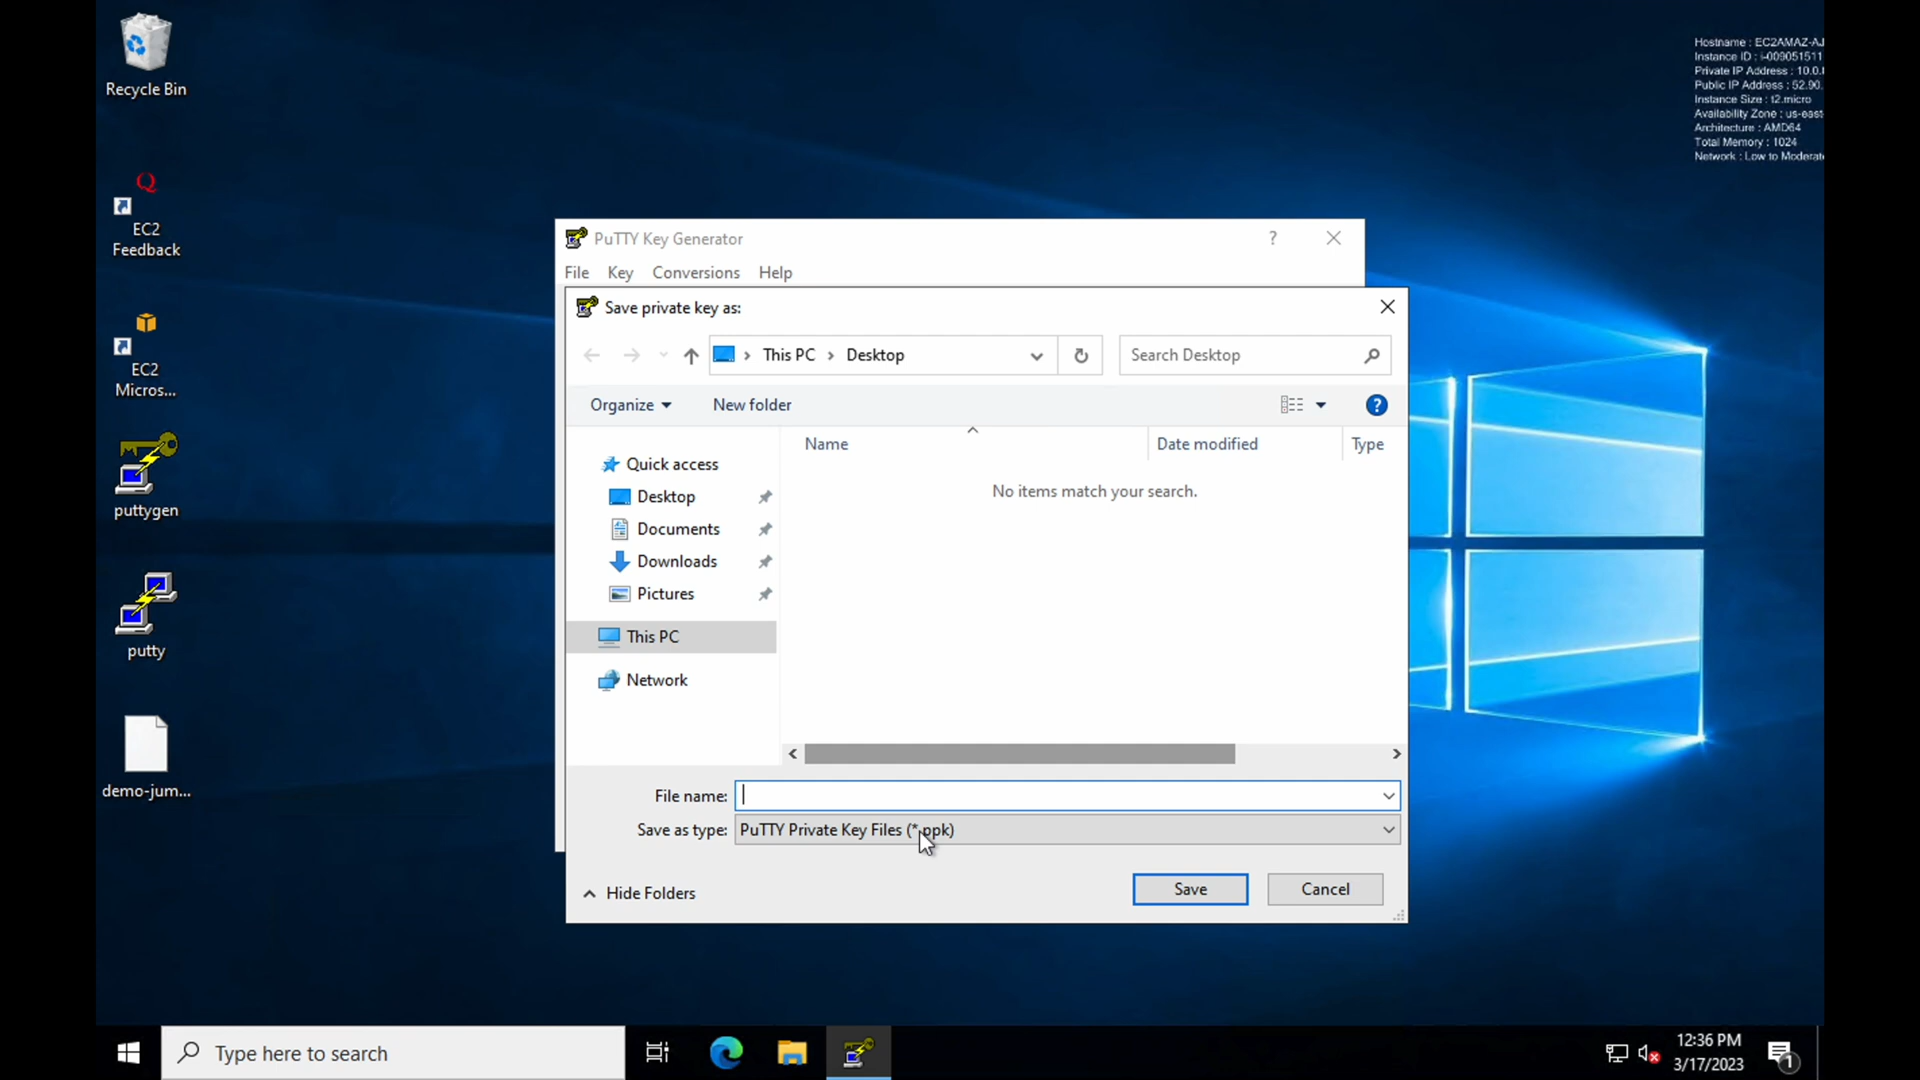 Recycle Bin
EC2
Feedback
EC2
Micros...
puttygen
putty
demo-jum...
Hostname : EC2AMAZ-AJ
Instance ID : i-009051511
Private IP Address : 10.0.
Public IP Address : 52.90.
Instance Size : t2.micro
Availability Zone : us-east
Architecture : AMD64
Total Memory : 1024
Network : Low to Moderate
PuTTY Key Generator
?
File Key Conversions Help
Save private key as:
This PC Desktop
Search Desktop
Organize New folder
?
Name Date modified Type
No items match your search.
Quick access
Desktop
Documents
Downloads
Pictures
This PC
Network
File name:
Save as type: PuTTY Private Key Files (*.ppk)
Hide Folders
Save Cancel
Type here to search
12:36 PM
3/17/2023
1